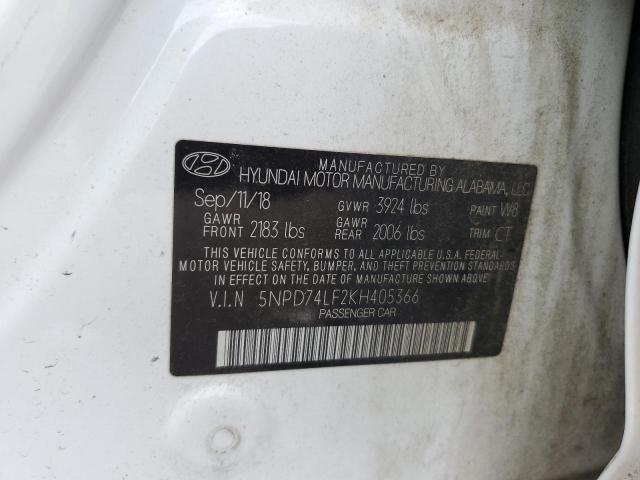 MANUFACTURED BY
HYUNDAI MOTOR MANUFACTURING ALABAMA, LLC
Sep/11/18 GVWR 3924 lbs PAINT W8
GAWR FRONT 2183 lbs GAWR REAR 2006 lbs TRIM CT
THIS VEHICLE CONFORMS TO ALL APPLICABLE U.S.A. FEDERAL-
MOTOR VEHICLE SAFETY, BUMPER, AND THEFT PREVENTION STANDARDS
IN EFFECT ON THE DATE OF MANUFACTURE SHOWN ABOVE.
V.I.N 5NPD74LF2KH405366
PASSENGER CAR